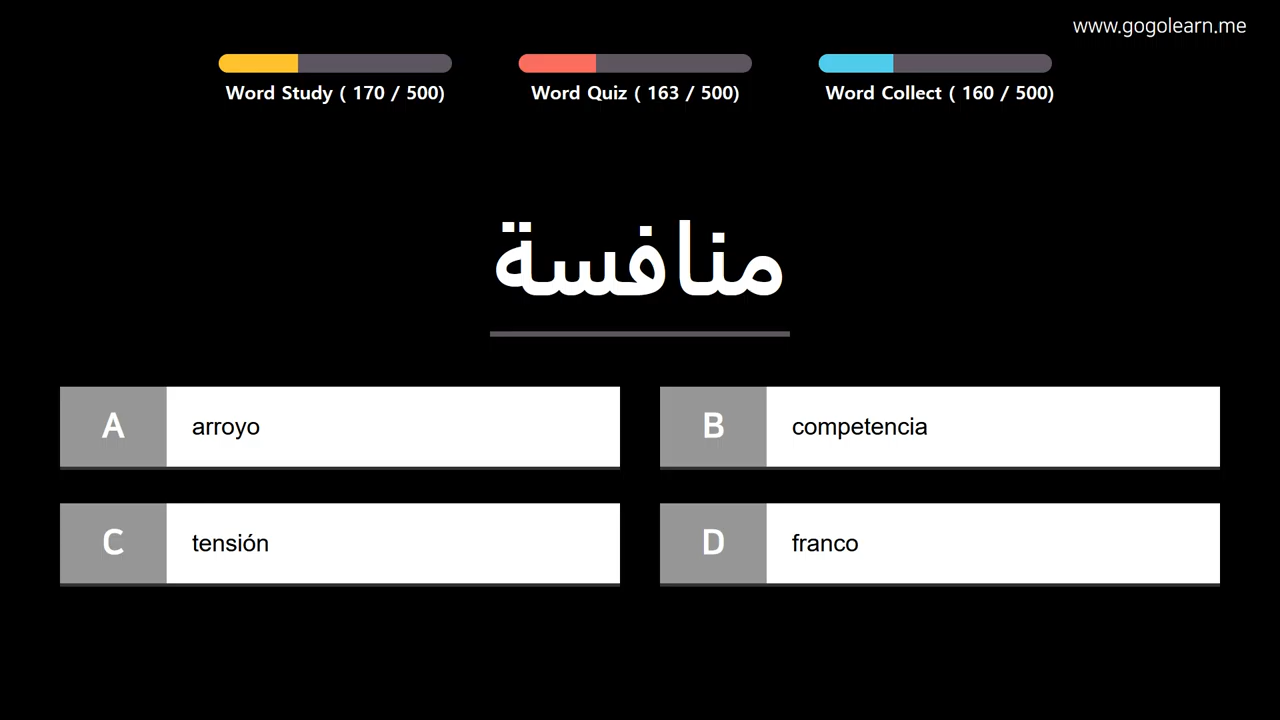 www.gogolearn.me
Word Study ( 170 / 500)
Word Quiz ( 163 / 500)
Word Collect ( 160 / 500)
منافسة
A arroyo
B competencia
C tensión
D franco